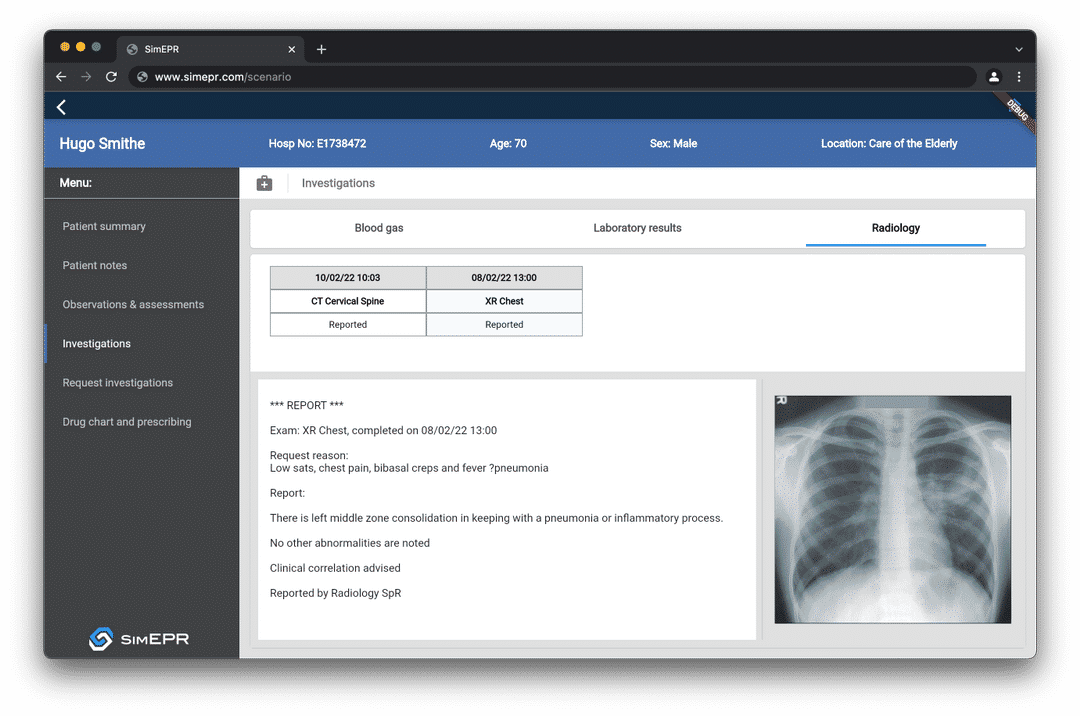 SimEPR
www.simepr.com/scenario
DEBUG
Hugo Smithe
Hosp No: E1738472
Age: 70
Sex: Male
Location: Care of the Elderly
Menu:
Investigations
Patient summary
Patient notes
Observations & assessments
Investigations
Request investigations
Drug chart and prescribing
SIMEPR
Blood gas
Laboratory results
Radiology
10/02/22 10:03
08/02/22 13:00
CT Cervical Spine
XR Chest
Reported
Reported
*** REPORT ***
Exam: XR Chest, completed on 08/02/22 13:00
Request reason:
Low sats, chest pain, bibasal creps and fever ?pneumonia
Report:
There is left middle zone consolidation in keeping with a pneumonia or inflammatory process.
No other abnormalities are noted
Clinical correlation advised
Reported by Radiology SpR
R